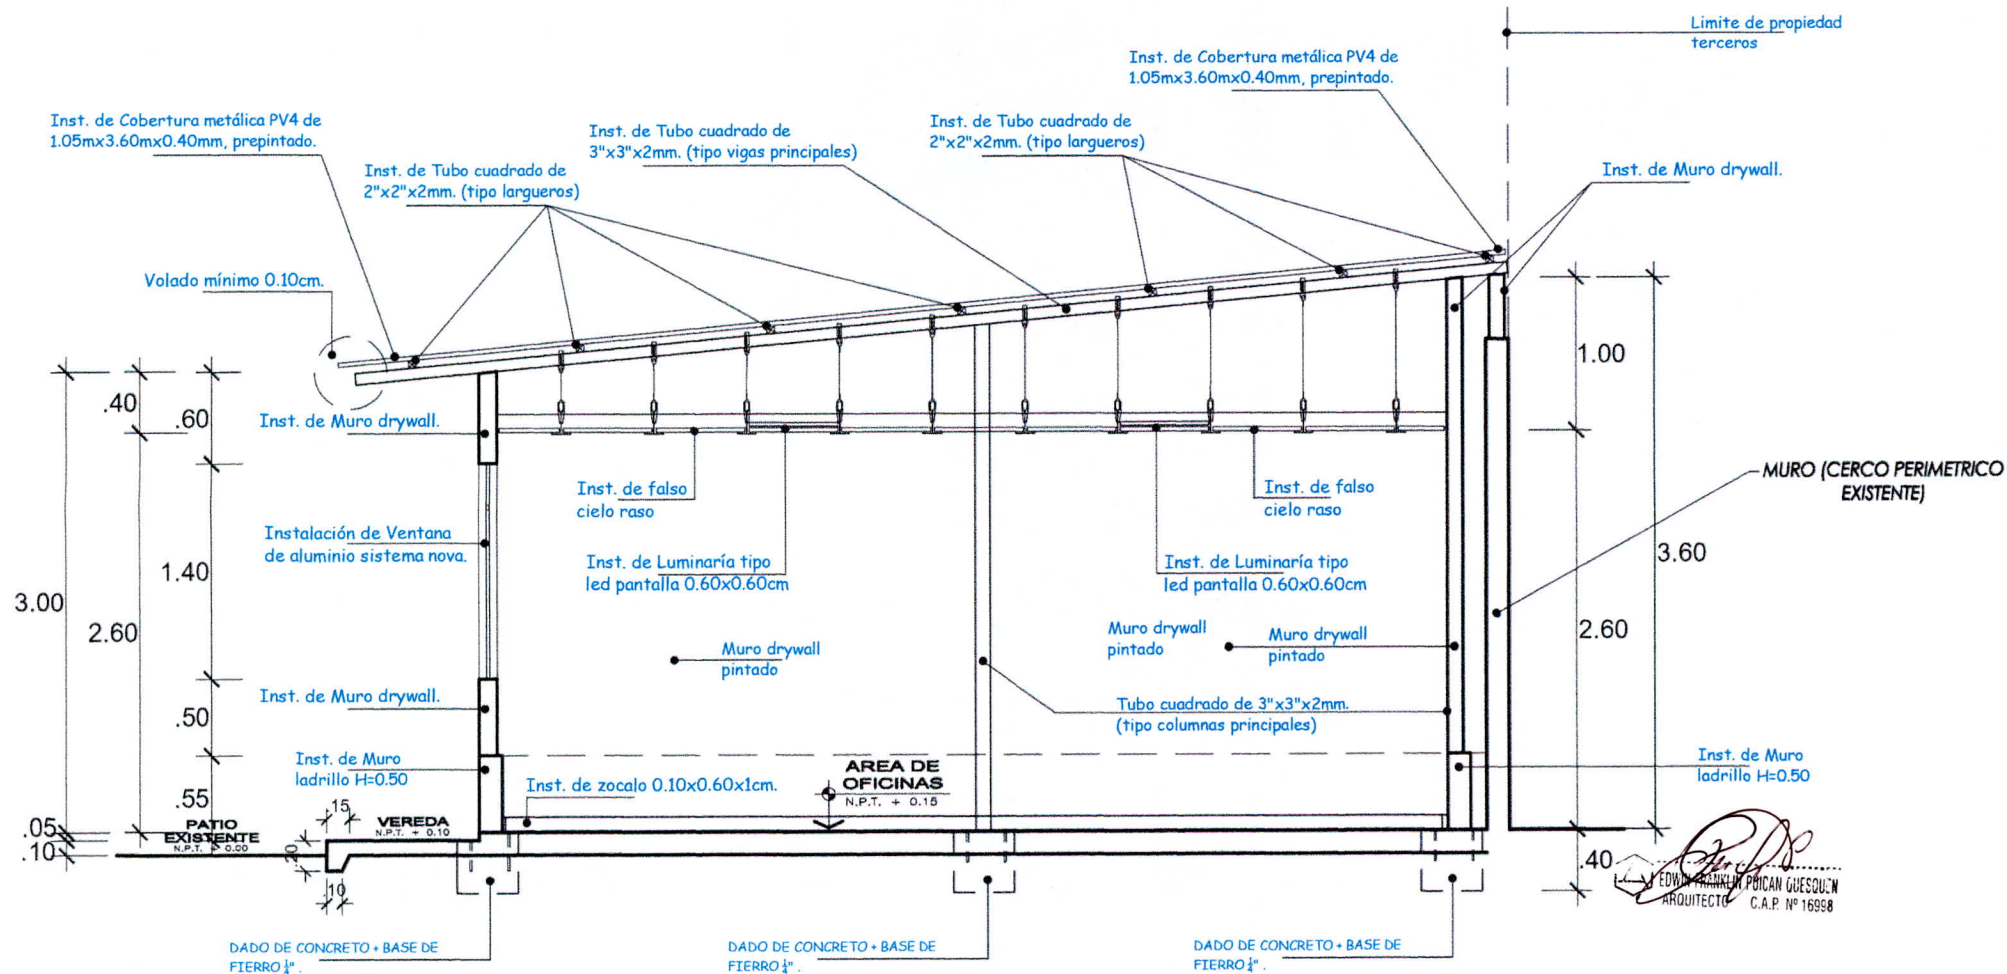 Limite de propiedad
terceros
Inst. de Cobertura metálica PV4 de
1.05mx3.60mx0.40mm, prepintado.
Inst. de Cobertura metálica PV4 de
1.05mx3.60mx0.40mm, prepintado.
Inst. de Tubo cuadrado de
3"x3"x2mm. (tipo vigas principales)
Inst. de Tubo cuadrado de
2"x2"x2mm. (tipo largueros)
Inst. de Tubo cuadrado de
2"x2"x2mm. (tipo largueros)
Inst. de Muro drywall.
Volado mínimo 0.10cm.
1.00
.40
.60
Inst. de Muro drywall.
MURO (CERCO PERIMETRICO
EXISTENTE)
Inst. de falso
cielo raso
Inst. de falso
cielo raso
Instalación de Ventana
de aluminio sistema nova.
Inst. de Luminaría tipo
led pantalla 0.60x0.60cm
Inst. de Luminaría tipo
led pantalla 0.60x0.60cm
3.60
1.40
3.00
2.60
2.60
Muro drywall
pintado
Muro drywall
pintado
Muro drywall
pintado
Inst. de Muro drywall.
.50
Tubo cuadrado de 3"x3"x2mm.
(tipo columnas principales)
Inst. de Muro
ladrillo H=0.50
Inst. de Muro
ladrillo H=0.50
AREA DE
OFICINAS
N.P.T. + 0.15
Inst. de zocalo 0.10x0.60x1cm.
.55
.15
.05
.10
PATIO
EXISTENTE
N.P.T. + 0.00
VEREDA
N.P.T. + 0.10
.20
.10
.40
EDWIN FRANKLIN PUICAN GUESQUEN
ARQUITECTO C.A.P. Nº 16998
DADO DE CONCRETO + BASE DE
FIERRO ¼" .
DADO DE CONCRETO + BASE DE
FIERRO ¼" .
DADO DE CONCRETO + BASE DE
FIERRO ¼" .